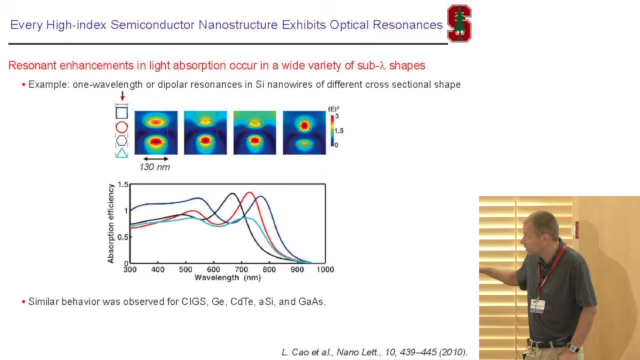 Every High-index Semiconductor Nanostructure Exhibits Optical Resonances
Resonant enhancements in light absorption occur in a wide variety of sub-λ shapes
Example: one-wavelength or dipolar resonances in Si nanowires of different cross sectional shape
|E|²
3
1.5
0
130 nm
1.5
1
0.5
0
Absorption efficiency
300 400 500 600 700 800 900 1000
Wavelength (nm)
Similar behavior was observed for CIGS, Ge, CdTe, aSi, and GaAs.
L. Cao et al., Nano Lett., 10, 439–445 (2010).
S